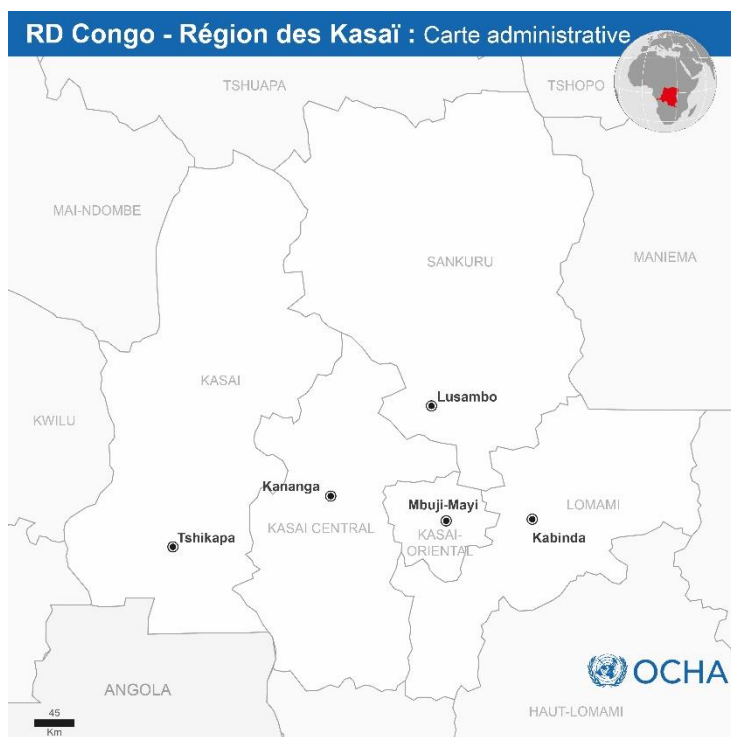 RD Congo - Région des Kasaï : Carte administrative
TSHUAPA
TSHOPO
MAI-NDOMBE
SANKURU
MANIEMA
KASAI
Lusambo
KWILU
Kananga
Mbuji-Mayi
LOMAMI
KASAI CENTRAL
KASAI-
ORIENTAL
Kabinda
Tshikapa
OCHA
ANGOLA
HAUT-LOMAMI
45
Km